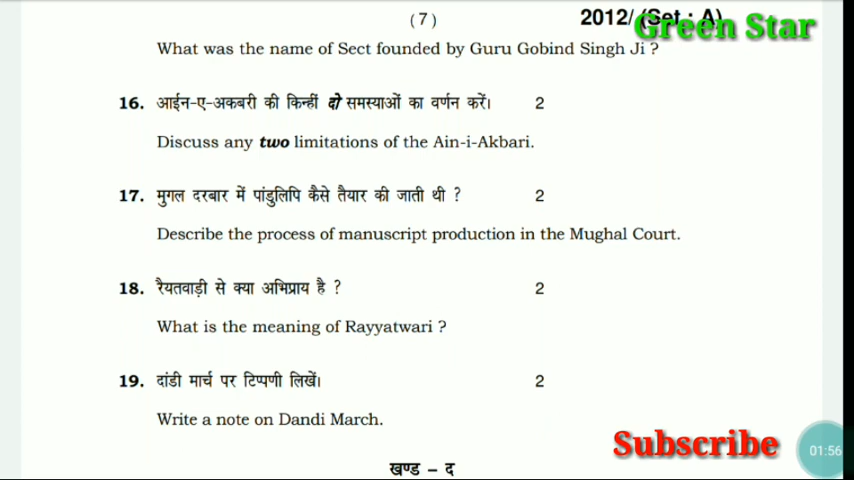 (7)
2012/ (Set : A)
Green Star
What was the name of Sect founded by Guru Gobind Singh Ji ?
16. आईन-ए-अकबरी की किन्हीं दो समस्याओं का वर्णन करें। 2
Discuss any two limitations of the Ain-i-Akbari.
17. मुगल दरबार में पांडुलिपि कैसे तैयार की जाती थी ? 2
Describe the process of manuscript production in the Mughal Court.
18. रैयतवाड़ी से क्या अभिप्राय है ? 2
What is the meaning of Rayyatwari ?
19. दांडी मार्च पर टिप्पणी लिखें। 2
Write a note on Dandi March.
Subscribe
01:56
खण्ड – द